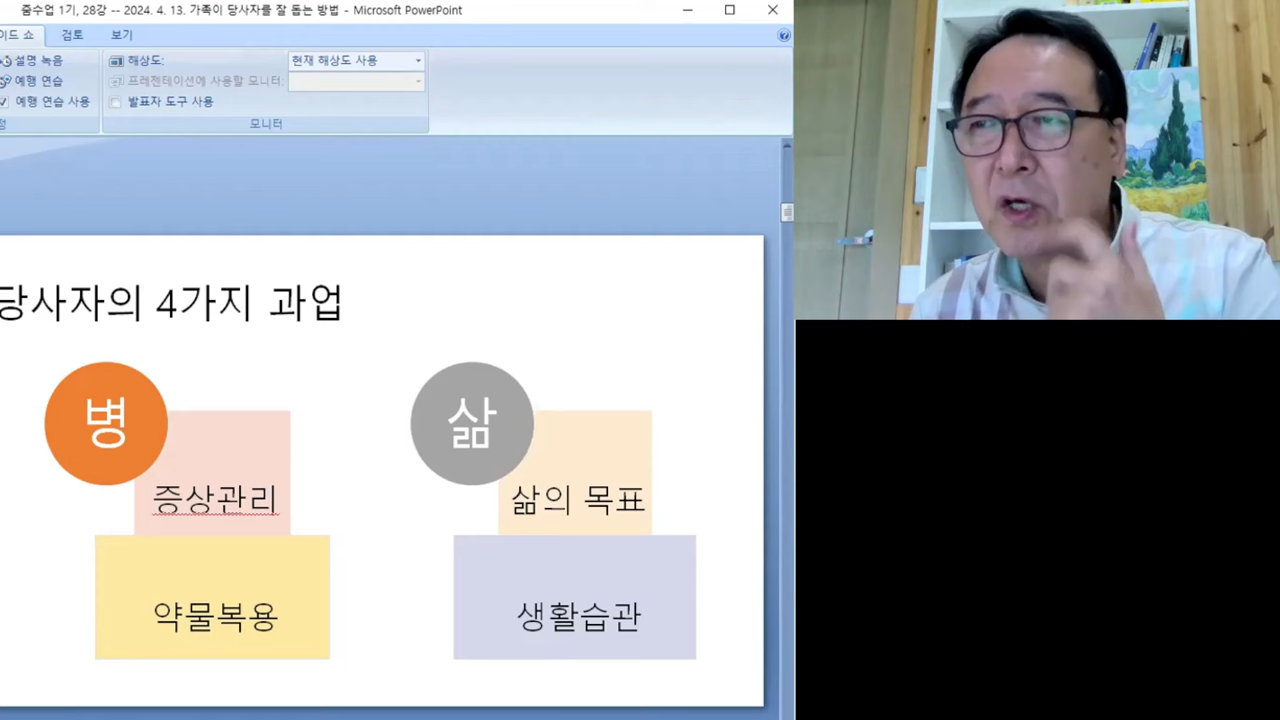 줌수업 1기, 28강 -- 2024. 4. 13. 가족이 당사자를 잘 돕는 방법 - Microsoft PowerPoint
이드 쇼 검토 보기
설명 녹음 해상도: 현재 해상도 사용
예행 연습 프레젠테이션에 사용할 모니터:
예행 연습 사용 발표자 도구 사용
정 모니터
당사자의 4가지 과업
병 삶
증상관리 삶의 목표
약물복용 생활습관